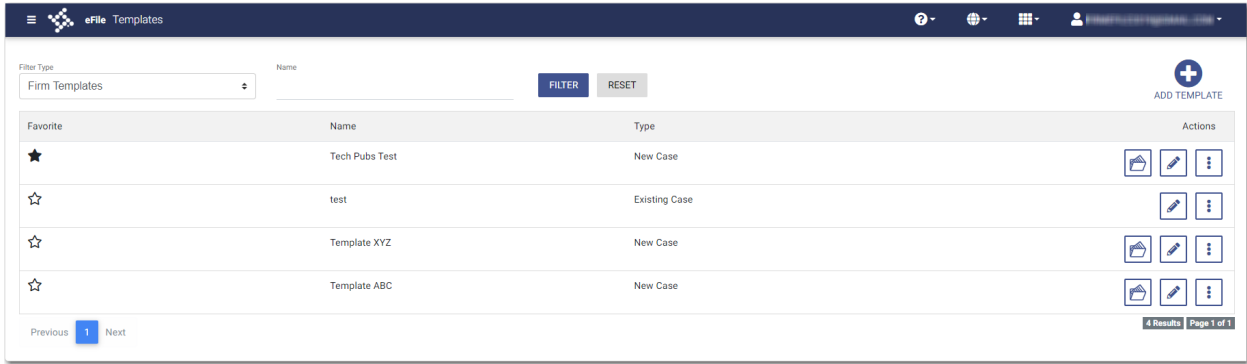 eFile Templates
Filter Type
Name
Firm Templates
FILTER
RESET
ADD TEMPLATE
Favorite Name Type Actions
Tech Pubs Test New Case
test Existing Case
Template XYZ New Case
Template ABC New Case
Previous 1 Next
4 Results Page 1 of 1